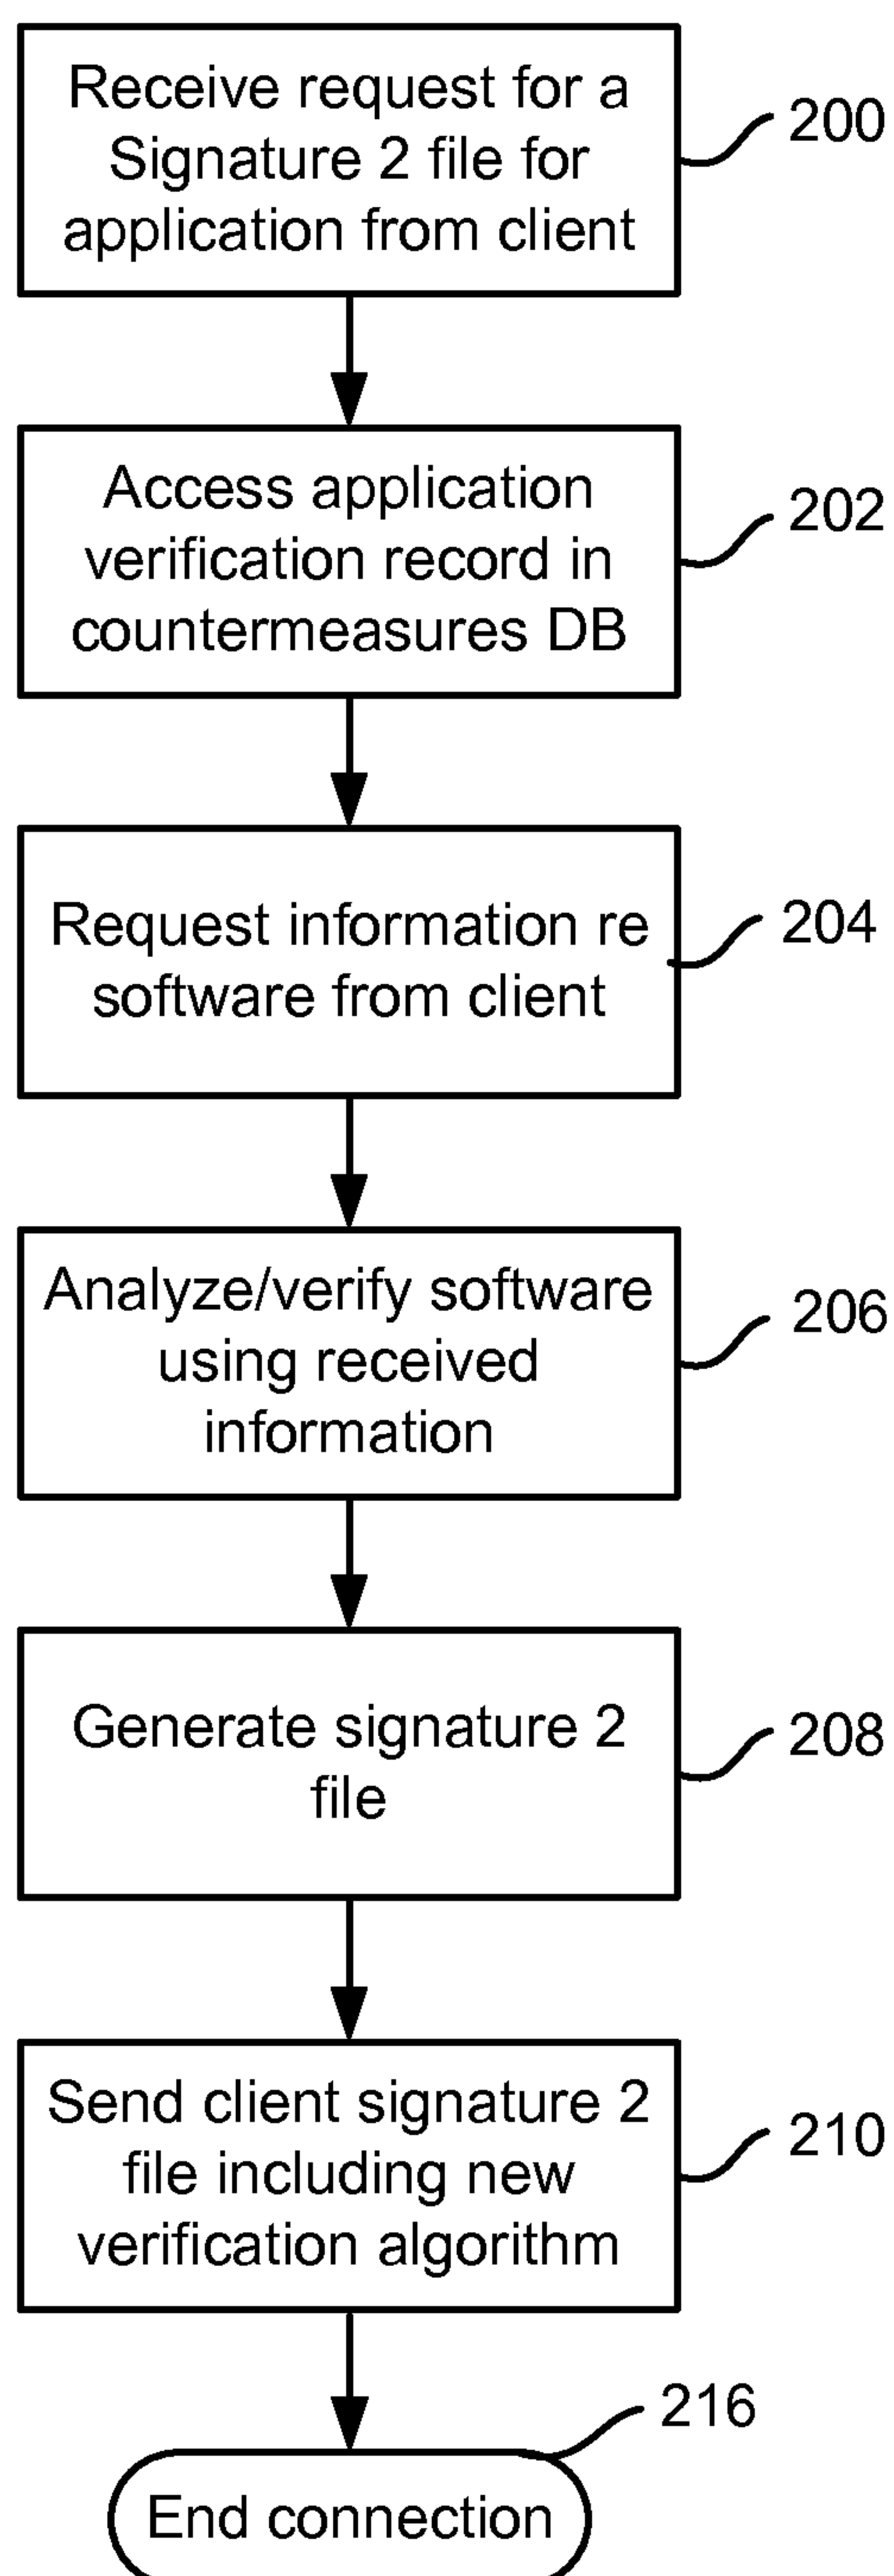 Receive request for a
Signature 2 file for
application from client
200
Access application
verification record in
countermeasures DB
202
Request information re
software from client
204
Analyze/verify software
using received
information
206
Generate signature 2
file
208
Send client signature 2
file including new
verification algorithm
210
216
End connection